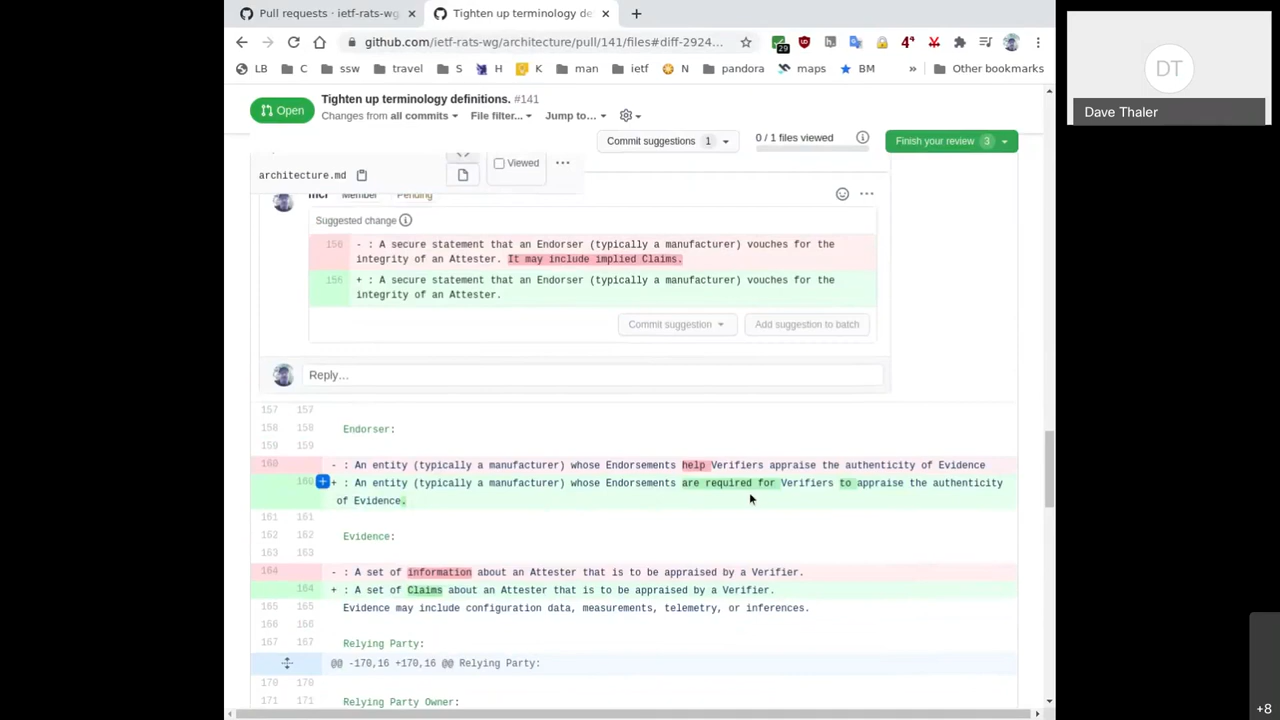 Pull requests · ietf-rats-wg
Tighten up terminology def
github.com/ietf-rats-wg/architecture/pull/141/files#diff-2924…
29
LB
C
ssw
travel
S
H
K
man
ietf
N
pandora
maps
BM
»
Other bookmarks
Open
Tighten up terminology definitions. #141
Changes from all commits
File filter...
Jump to…
Commit suggestions 1
0 / 1 files viewed
Finish your review 3
architecture.md
Viewed
mcr Member Pending
Suggested change
156 - : A secure statement that an Endorser (typically a manufacturer) vouches for the
integrity of an Attester. It may include implied Claims.
156 + : A secure statement that an Endorser (typically a manufacturer) vouches for the
integrity of an Attester.
Commit suggestion
Add suggestion to batch
Reply…
157 157
158 158 Endorser:
159 159
160 - : An entity (typically a manufacturer) whose Endorsements help Verifiers appraise the authenticity of Evidence
160 + : An entity (typically a manufacturer) whose Endorsements are required for Verifiers to appraise the authenticity
of Evidence.
161 161
162 162 Evidence:
163 163
164 - : A set of information about an Attester that is to be appraised by a Verifier.
164 + : A set of Claims about an Attester that is to be appraised by a Verifier.
165 165 Evidence may include configuration data, measurements, telemetry, or inferences.
166 166
167 167 Relying Party:
@@ -170,16 +170,16 @@ Relying Party:
170 170
171 171 Relying Party Owner:
DT
Dave Thaler
+8